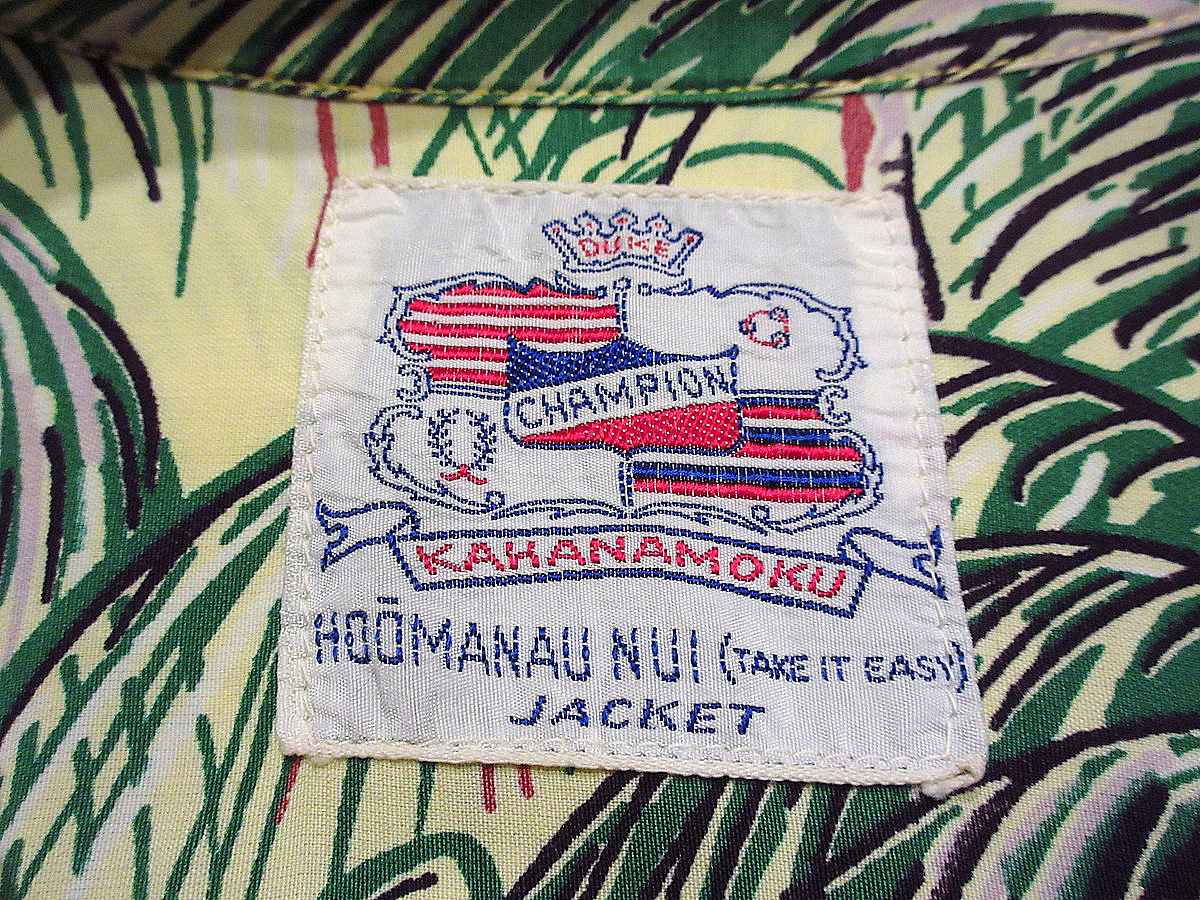 DUKE
CHAMPION
KAHANAMOKU
HOŌMANAU NUI (TAKE IT EASY)
JACKET